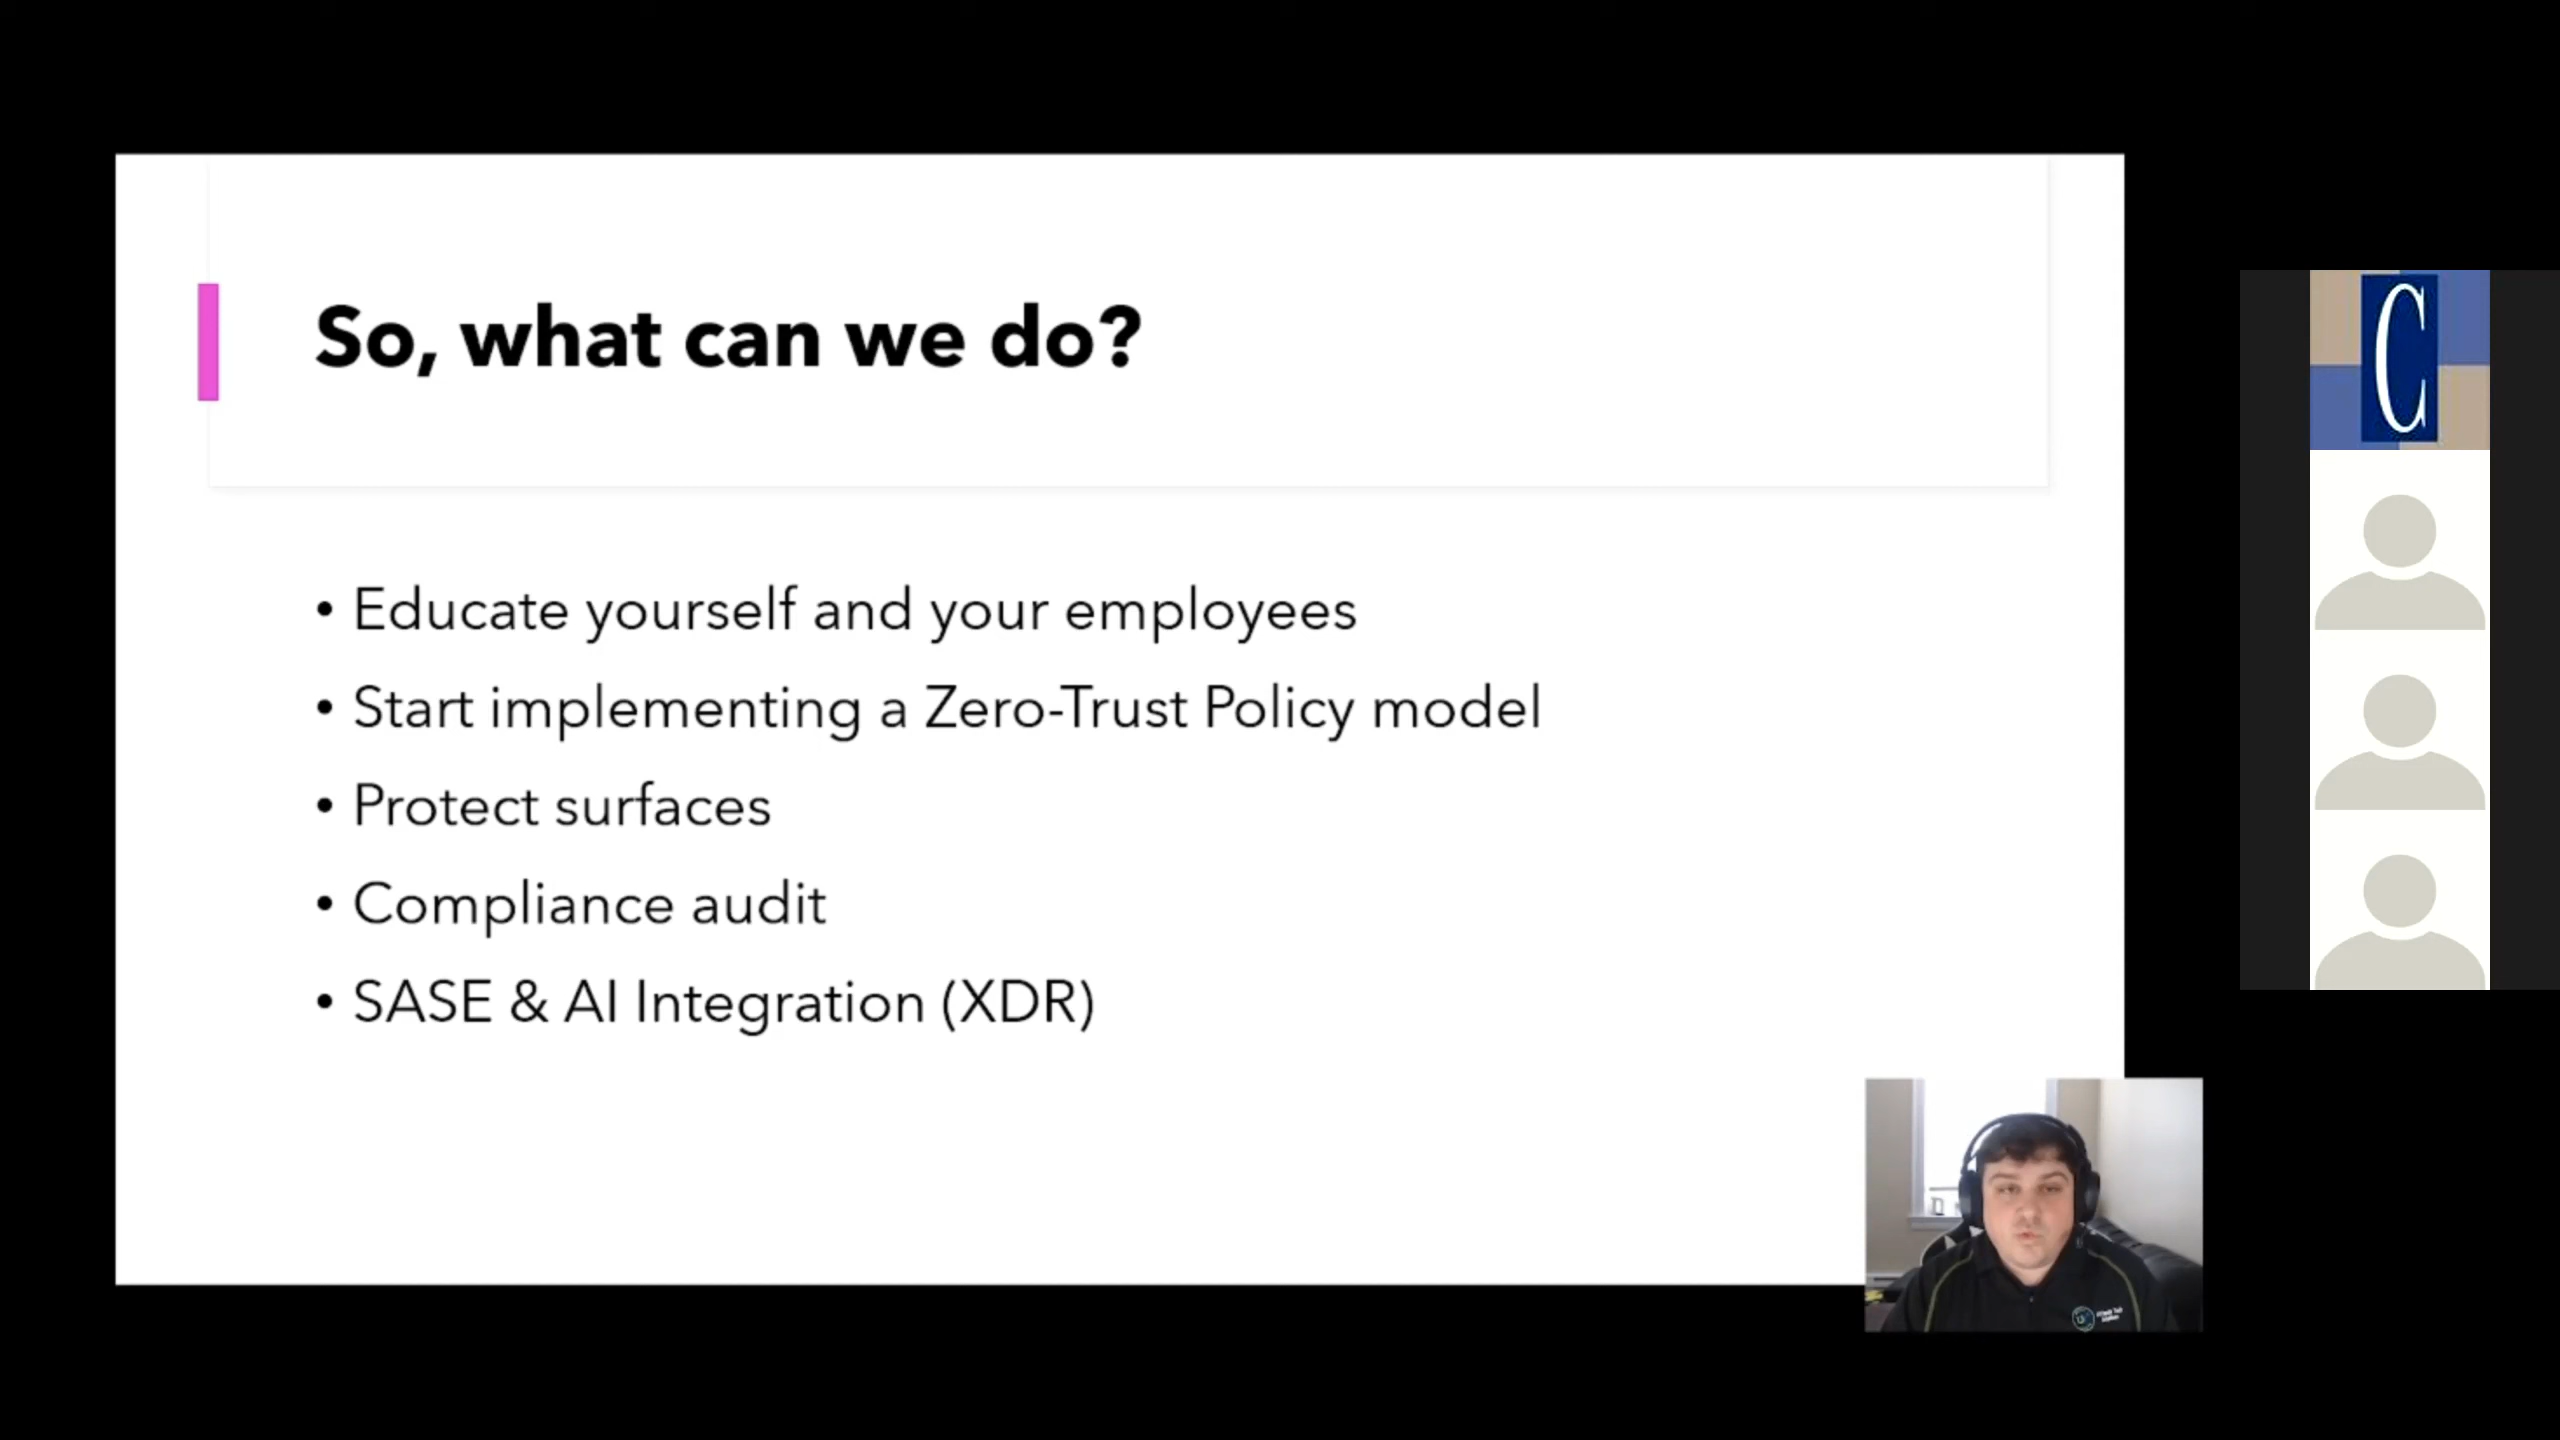 So, what can we do?
• Educate yourself and your employees
• Start implementing a Zero-Trust Policy model
• Protect surfaces
• Compliance audit
• SASE & AI Integration (XDR)
C